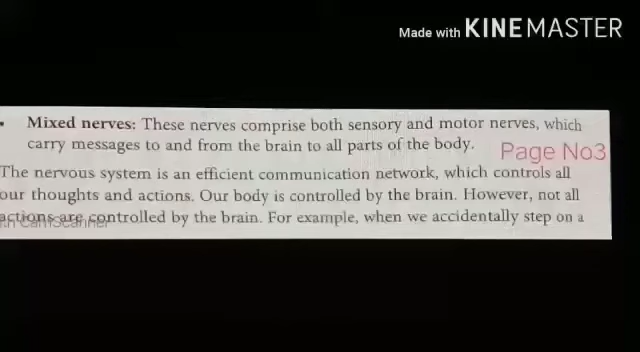 Made with KINEMASTER
• Mixed nerves: These nerves comprise both sensory and motor nerves, which
carry messages to and from the brain to all parts of the body.
Page No3
The nervous system is an efficient communication network, which controls all
our thoughts and actions. Our body is controlled by the brain. However, not all
actions are controlled by the brain. For example, when we accidentally step on a
CamScanner